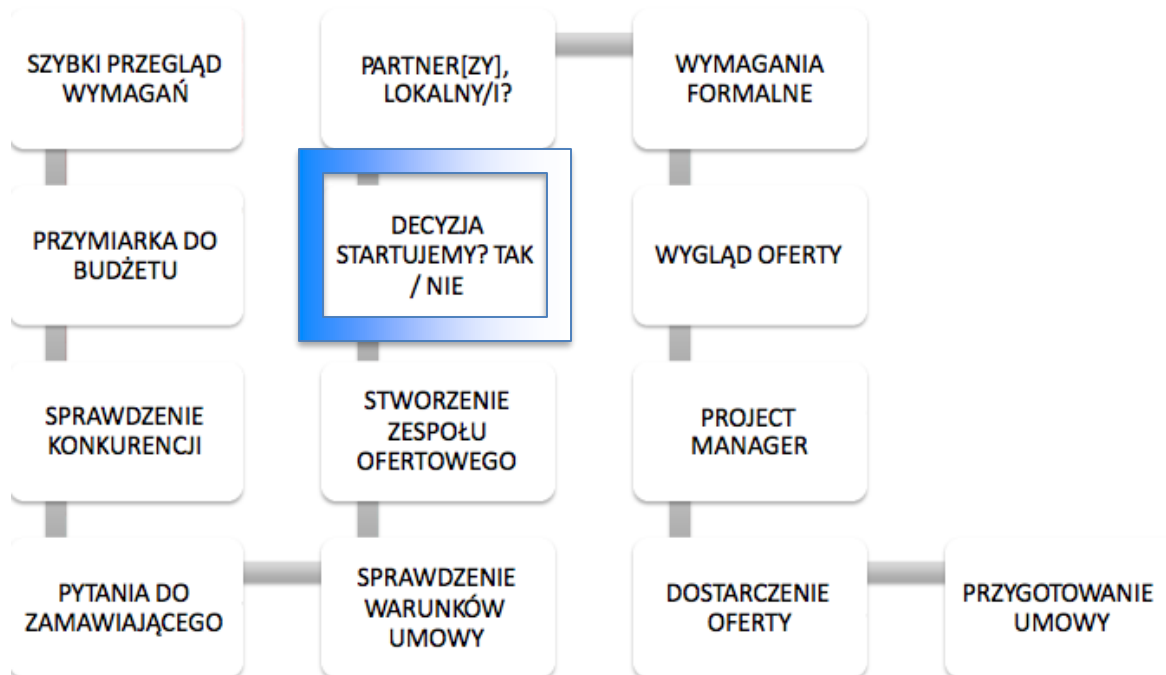 SZYBKI PRZEGLĄD
WYMAGAŃ
PRZYMIARKA DO
BUDŻETU
SPRAWDZENIE
KONKURENCJI
PYTANIA DO
ZAMAWIAJĄCEGO
SPRAWDZENIE
WARUNKÓW
UMOWY
STWORZENIE
ZESPOŁU
OFERTOWEGO
DECYZJA
STARTUJEMY? TAK
/ NIE
PARTNER[ZY],
LOKALNY/I?
WYMAGANIA
FORMALNE
WYGLĄD OFERTY
PROJECT
MANAGER
DOSTARCZENIE
OFERTY
PRZYGOTOWANIE
UMOWY